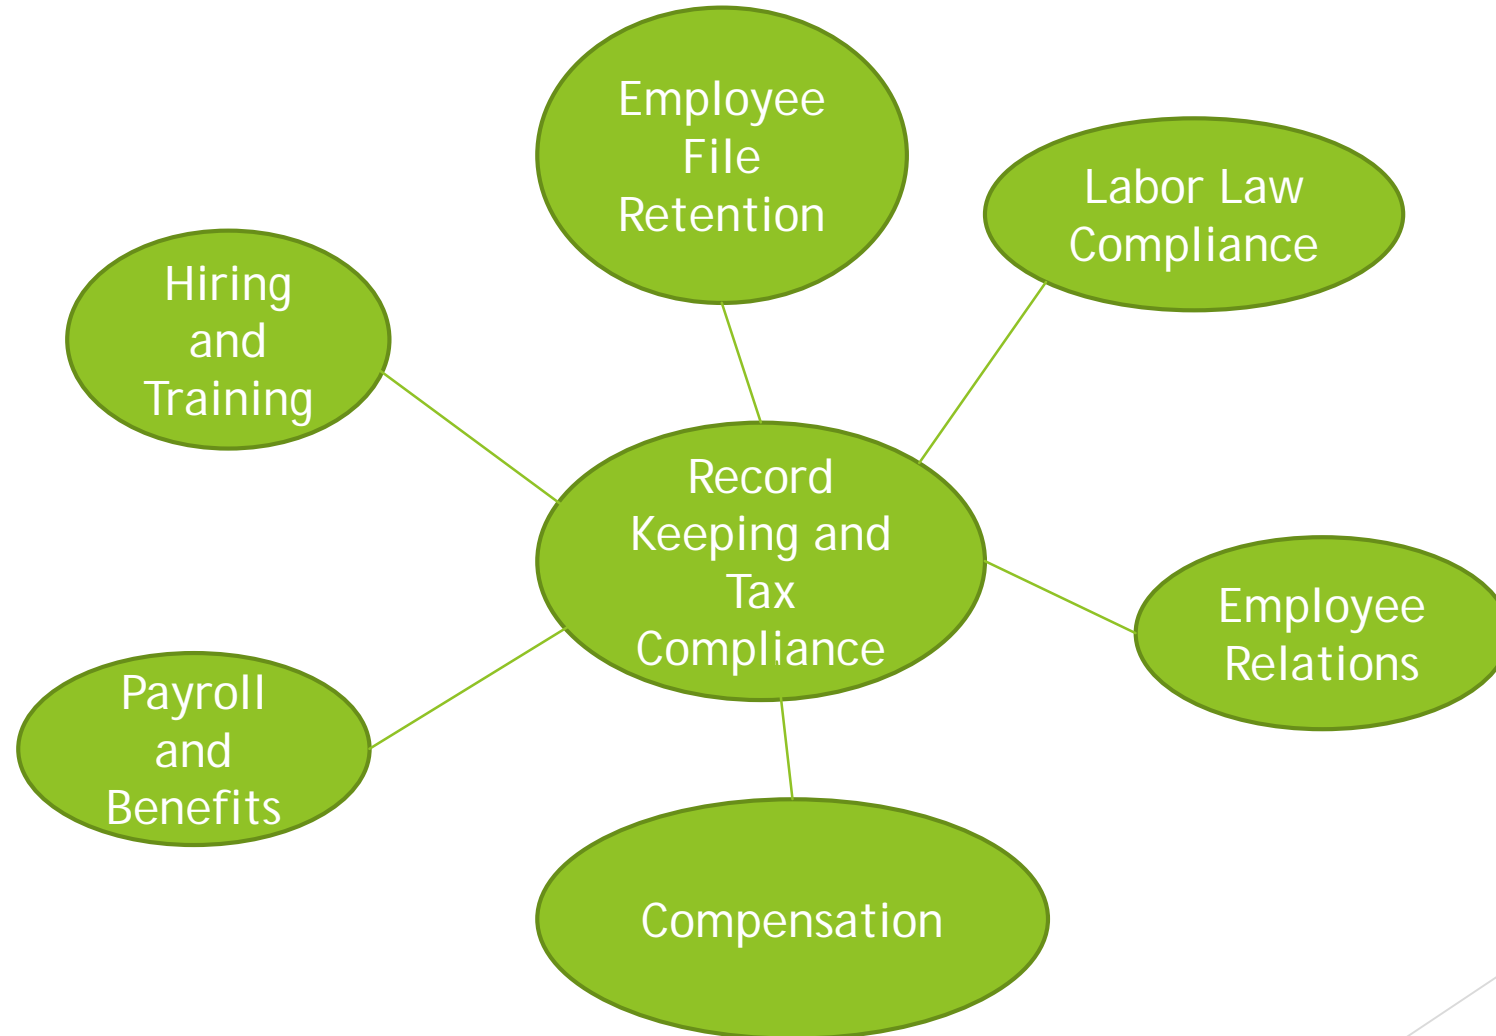 Employee
File
Retention
Labor Law
Compliance
Hiring
and
Training
Record
Keeping and
Tax
Compliance
Employee
Relations
Payroll
and
Benefits
Compensation